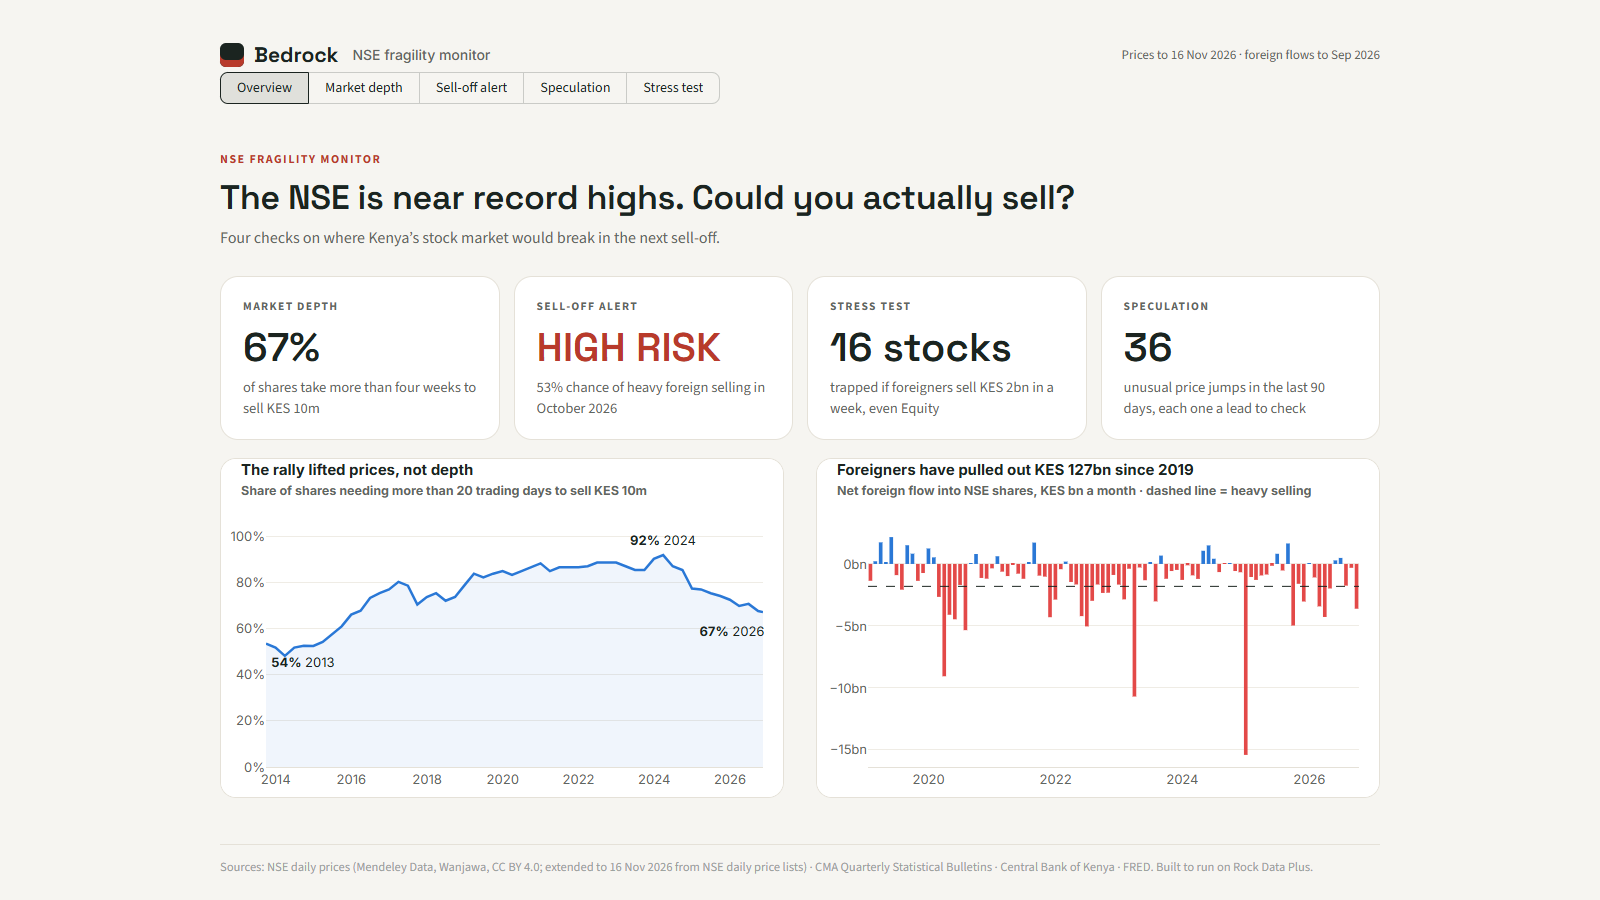 Bedrock NSE fragility monitor
Prices to 16 Nov 2026 · foreign flows to Sep 2026
Overview
Market depth
Sell-off alert
Speculation
Stress test
NSE FRAGILITY MONITOR
The NSE is near record highs. Could you actually sell?
Four checks on where Kenya’s stock market would break in the next sell-off.
MARKET DEPTH
67%
of shares take more than four weeks to
sell KES 10m
SELL-OFF ALERT
HIGH RISK
53% chance of heavy foreign selling in
October 2026
STRESS TEST
16 stocks
trapped if foreigners sell KES 2bn in a
week, even Equity
SPECULATION
36
unusual price jumps in the last 90
days, each one a lead to check
The rally lifted prices, not depth
Share of shares needing more than 20 trading days to sell KES 10m
100%
80%
60%
40%
20%
0%
92% 2024
67% 2026
54% 2013
2014
2016
2018
2020
2022
2024
2026
Foreigners have pulled out KES 127bn since 2019
Net foreign flow into NSE shares, KES bn a month · dashed line = heavy selling
0bn
−5bn
−10bn
−15bn
2020
2022
2024
2026
Sources: NSE daily prices (Mendeley Data, Wanjawa, CC BY 4.0; extended to 16 Nov 2026 from NSE daily price lists) · CMA Quarterly Statistical Bulletins · Central Bank of Kenya · FRED. Built to run on Rock Data Plus.